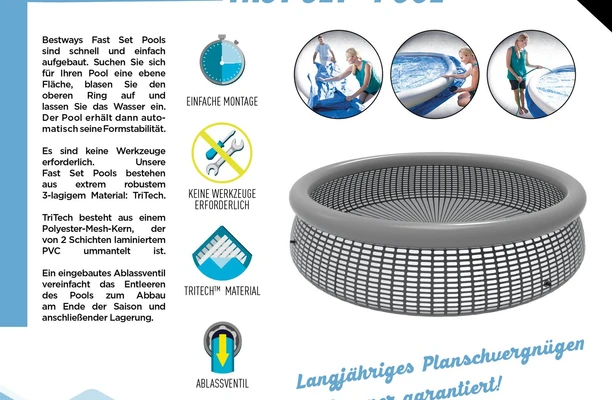 FAST SET™ POOL
Bestways Fast Set Pools
sind schnell und einfach
aufgebaut. Suchen Sie sich
für Ihren Pool eine ebene
Fläche, blasen Sie den
oberen Ring auf und
lassen Sie das Wasser ein.
Der Pool erhält dann auto-
matisch seine Formstabilität.
Es sind keine Werkzeuge
erforderlich. Unsere
Fast Set Pools bestehen
aus extrem robustem
3-lagigem Material: TriTech.
TriTech besteht aus einem
Polyester-Mesh-Kern, der
von 2 Schichten laminiertem
PVC ummantelt ist.
Ein eingebautes Ablassventil
vereinfacht das Entleeren
des Pools zum Abbau
am Ende der Saison und
anschließender Lagerung.
EINFACHE MONTAGE
KEINE WERKZEUGE
ERFORDERLICH
TRITECH™ MATERIAL
ABLASSVENTIL
Langjähriges Planschvergnügen
garantiert!